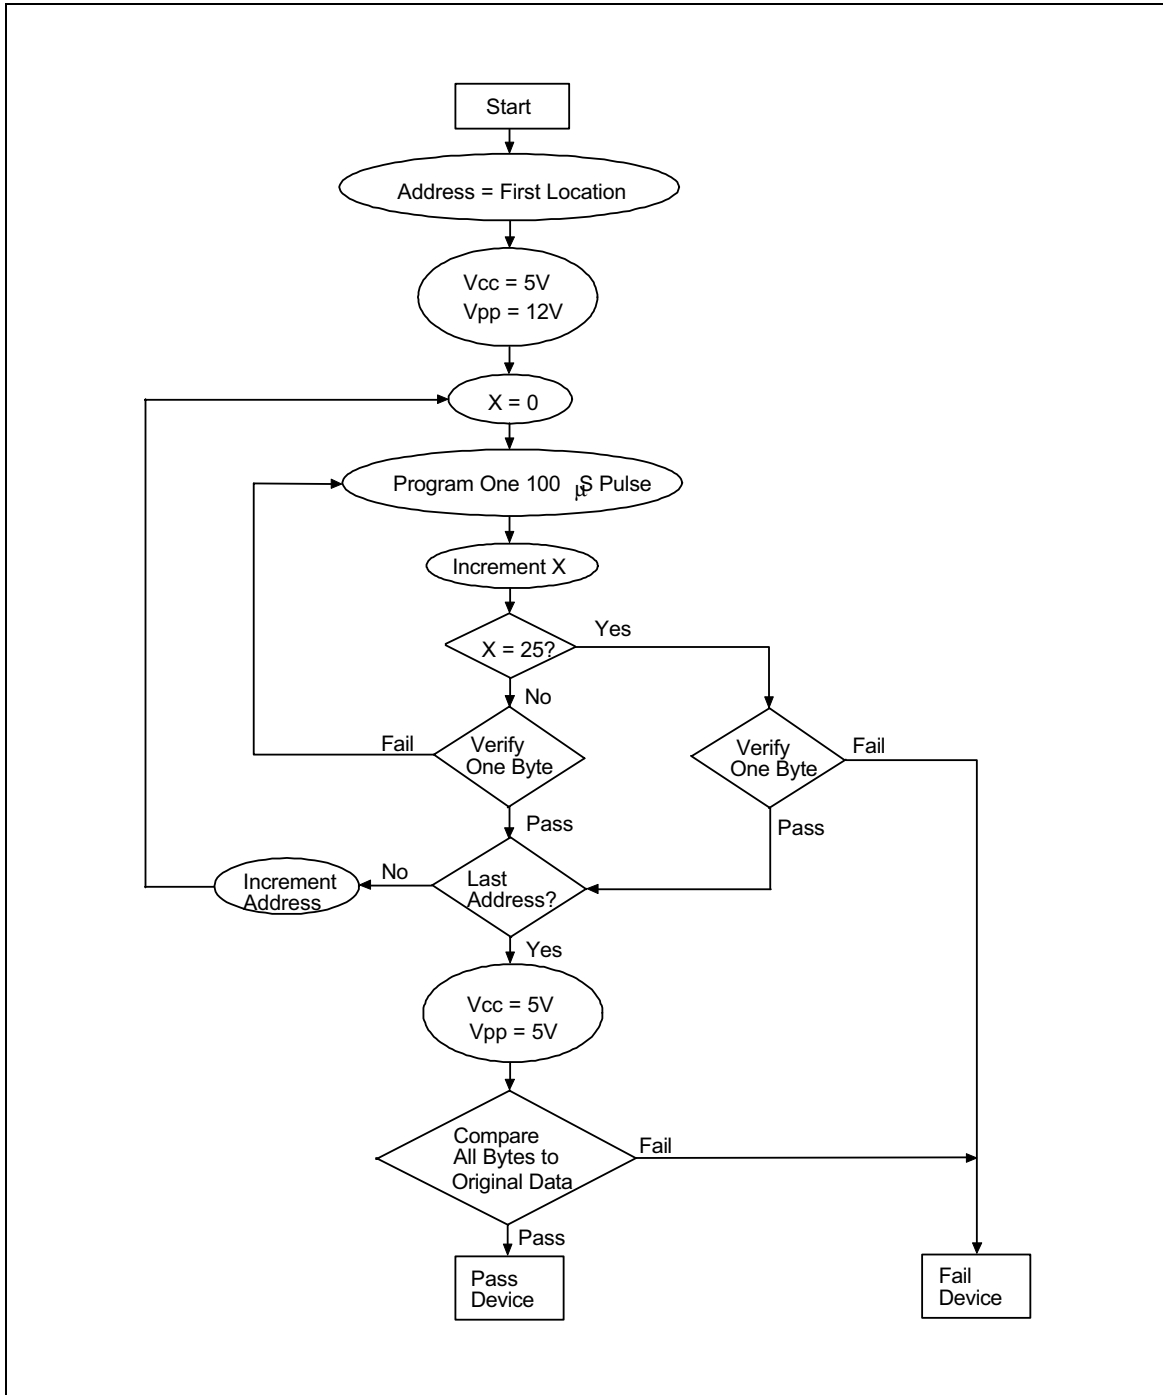 Start
Address = First Location
Vcc = 5V
Vpp = 12V
X = 0
Program One 100 µS Pulse
Increment X
X = 25?
Yes
No
Fail
Verify
One Byte
Verify
One Byte
Fail
Pass
Pass
Increment
Address
No
Last
Address?
Yes
Vcc = 5V
Vpp = 5V
Compare
All Bytes to
Original Data
Fail
Pass
Pass
Device
Fail
Device